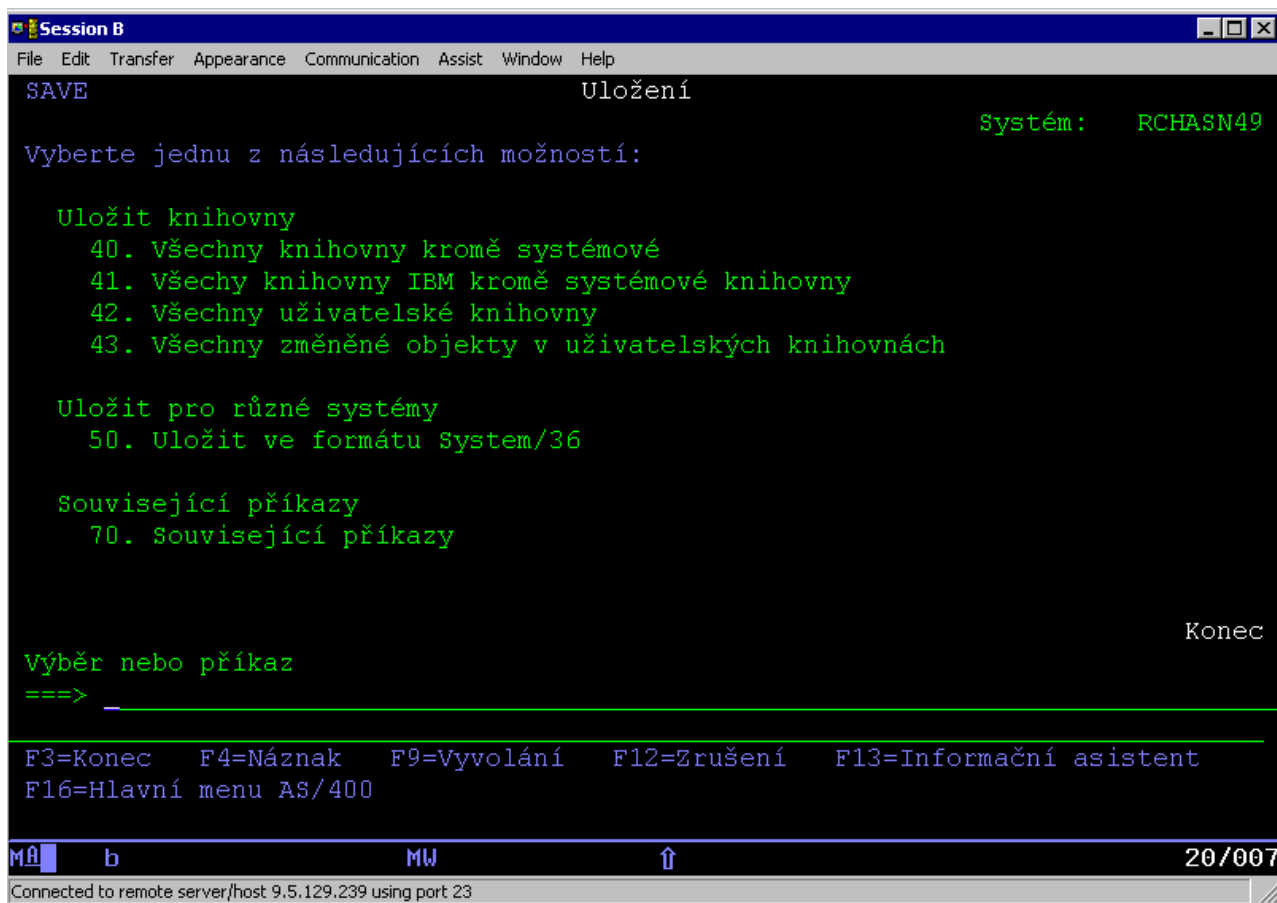 Session B
File Edit Transfer Appearance Communication Assist Window Help
SAVE Uložení
Systém: RCHASN49
Vyberte jednu z následujících možností:
Uložit knihovny
40. Všechny knihovny kromě systémové
41. Všechy knihovny IBM kromě systémové knihovny
42. Všechny uživatelské knihovny
43. Všechny změněné objekty v uživatelských knihovnách
Uložit pro různé systémy
50. Uložit ve formátu System/36
Související příkazy
70. Související příkazy
Konec
Výběr nebo příkaz
===> _
F3=Konec F4=Náznak F9=Vyvolání F12=Zrušení F13=Informační asistent
F16=Hlavní menu AS/400
MA b MW ⇧ 20/007
Connected to remote server/host 9.5.129.239 using port 23